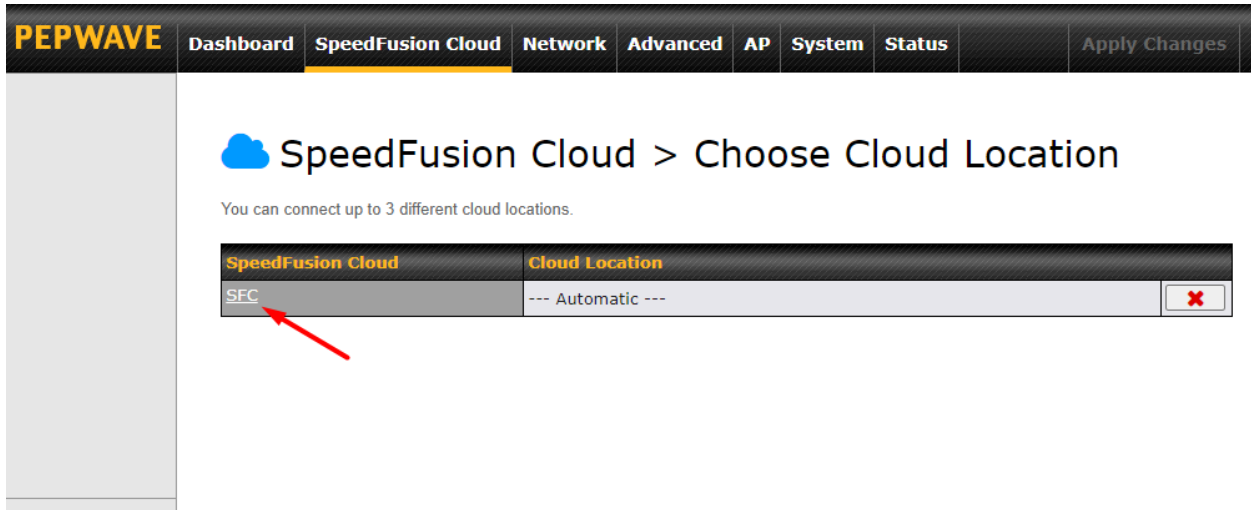 PEPWAVE Dashboard SpeedFusion Cloud Network Advanced AP System Status Apply Changes
SpeedFusion Cloud > Choose Cloud Location
You can connect up to 3 different cloud locations.
SpeedFusion Cloud Cloud Location
SFC --- Automatic ---